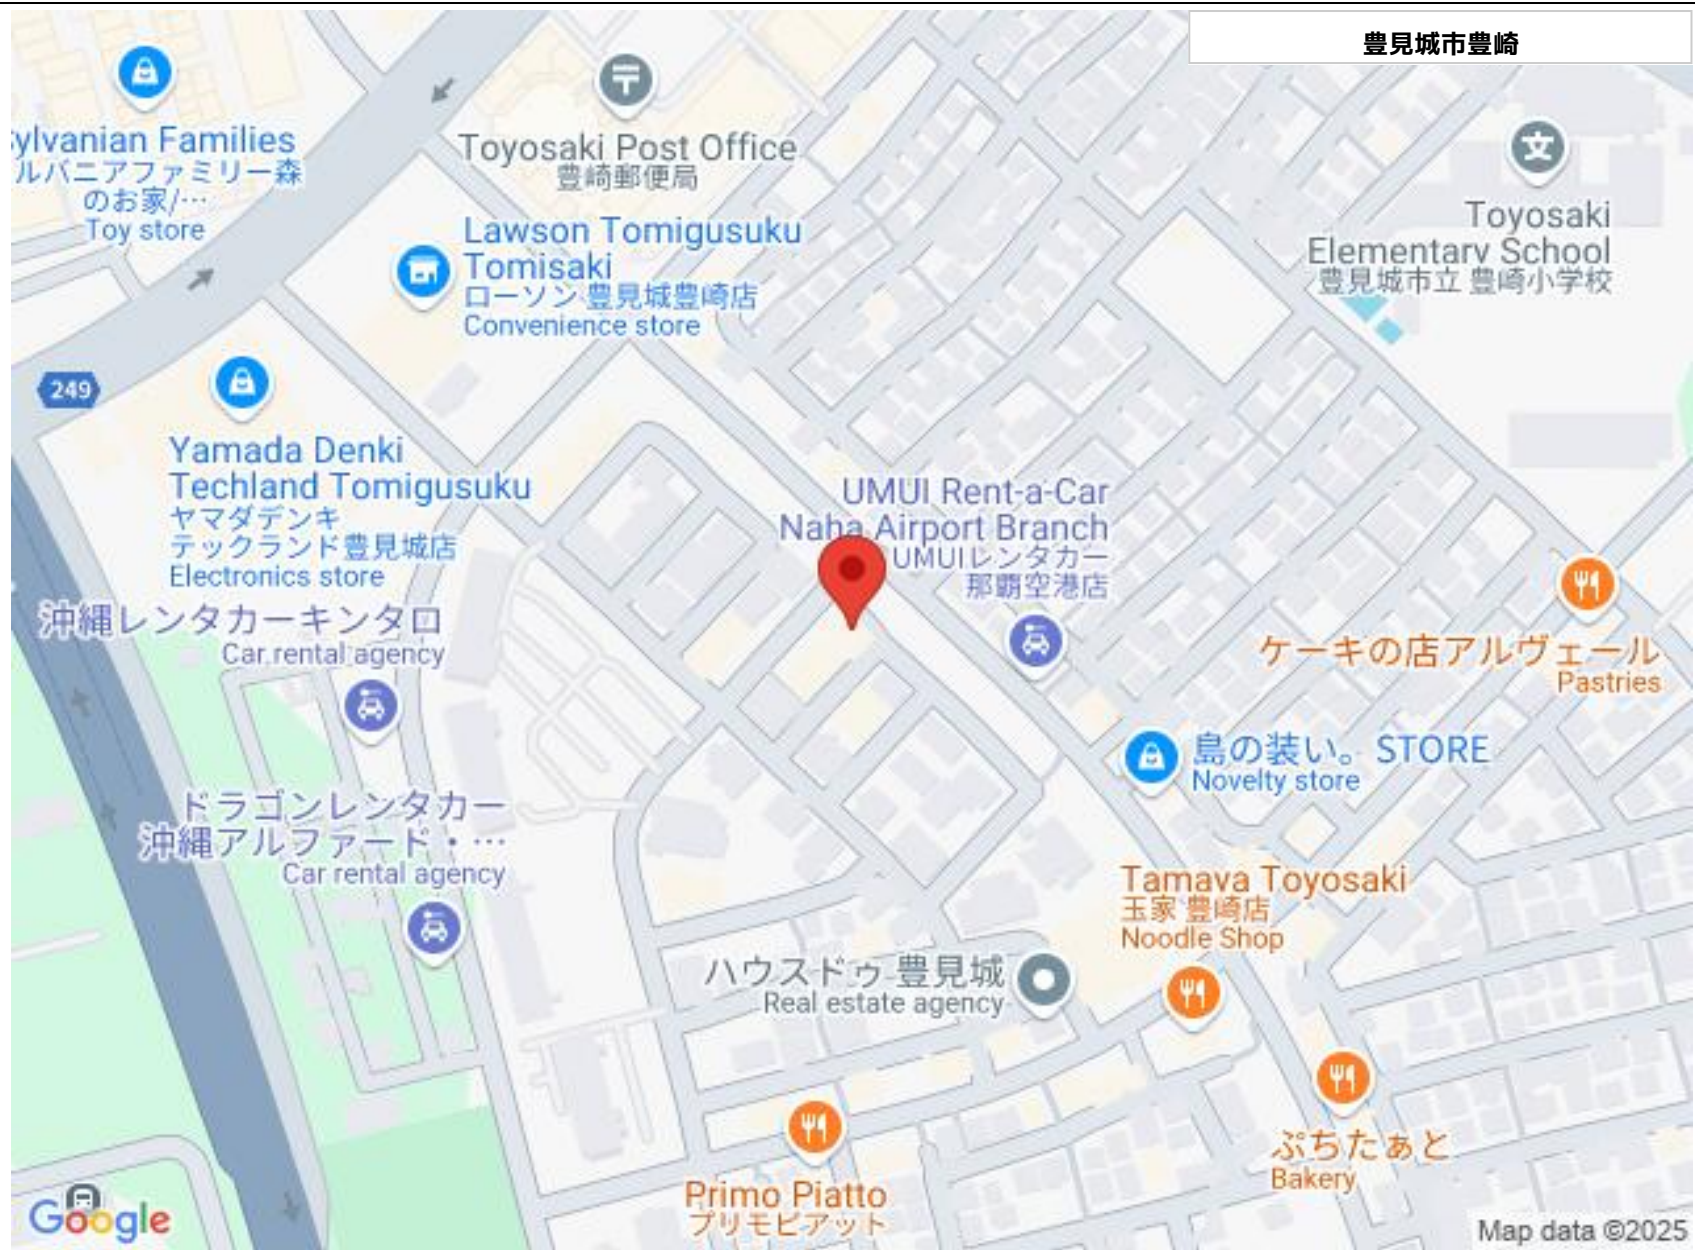 豊見城市豊崎
ylvanian Families
ルバニアファミリー森
のお家/…
Toy store
Toyosaki Post Office
豊崎郵便局
文
Toyosaki
Elementary School
豊見城市立 豊崎小学校
Lawson Tomigusuku
Tomisaki
ローソン 豊見城豊崎店
Convenience store
249
Yamada Denki
Techland Tomigusuku
ヤマダデンキ
テックランド豊見城店
Electronics store
UMUI Rent-a-Car
Naha Airport Branch
UMUIレンタカー
那覇空港店
沖縄レンタカーキンタロ
Car rental agency
ケーキの店アルヴェール
Pastries
島の装い。 STORE
Novelty store
ドラゴンレンタカー
沖縄アルファード・…
Car rental agency
Tamaya Toyosaki
玉家 豊崎店
Noodle Shop
ハウスドゥ 豊見城
Real estate agency
ぷちたぁと
Bakery
Primo Piatto
プリモピアット
Google
Map data ©2025